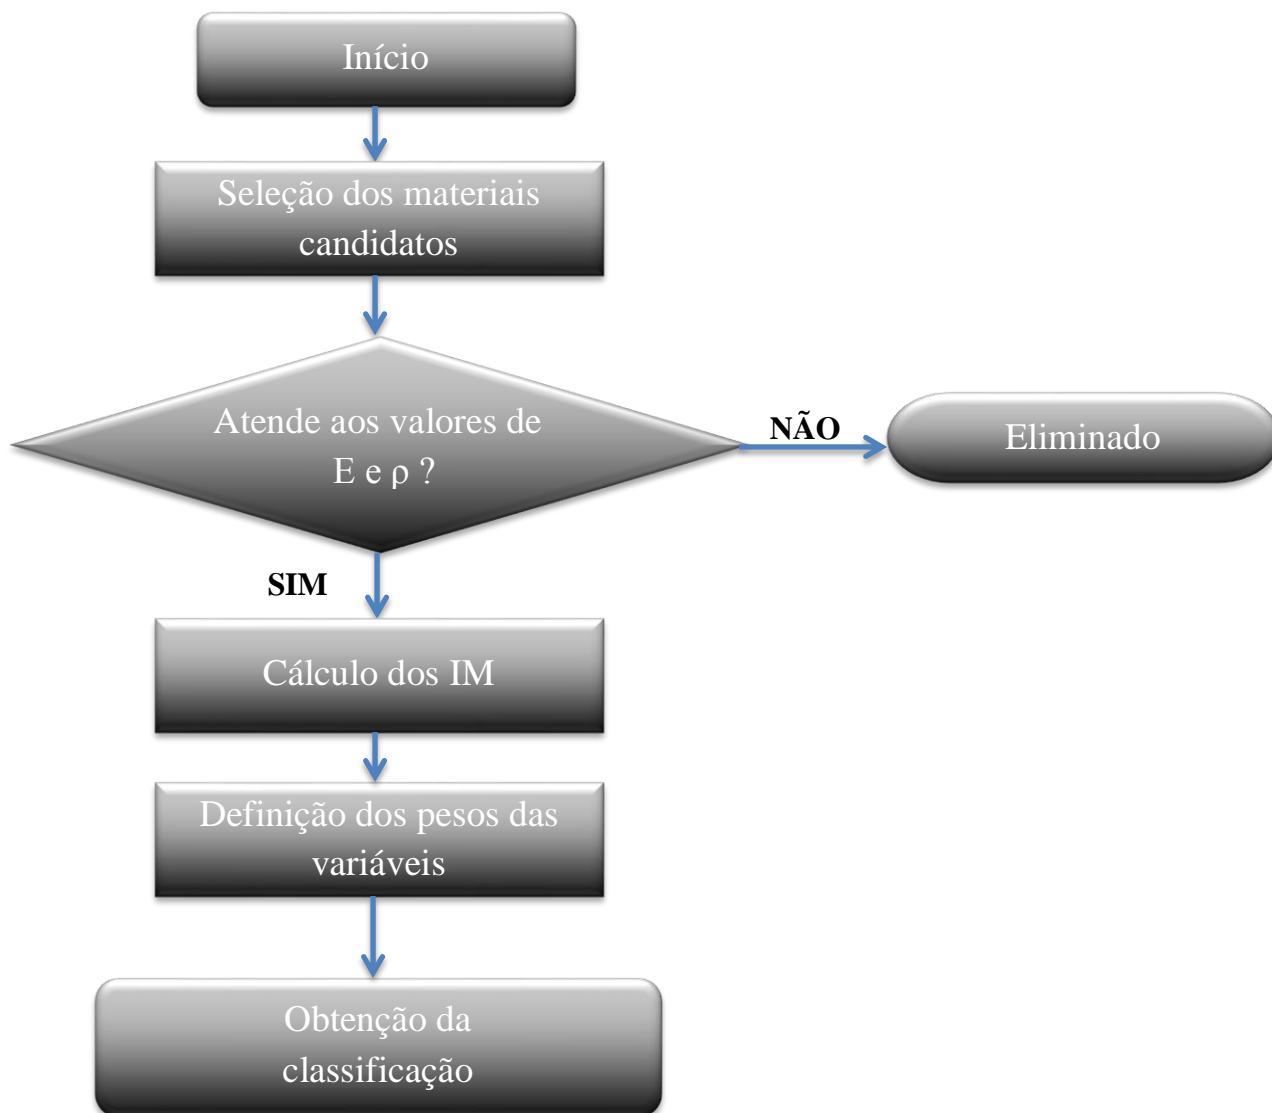 Início
Seleção dos materiais
candidatos
Atende aos valores de
E e ρ ?
NÃO
Eliminado
SIM
Cálculo dos IM
Definição dos pesos das
variáveis
Obtenção da
classificação